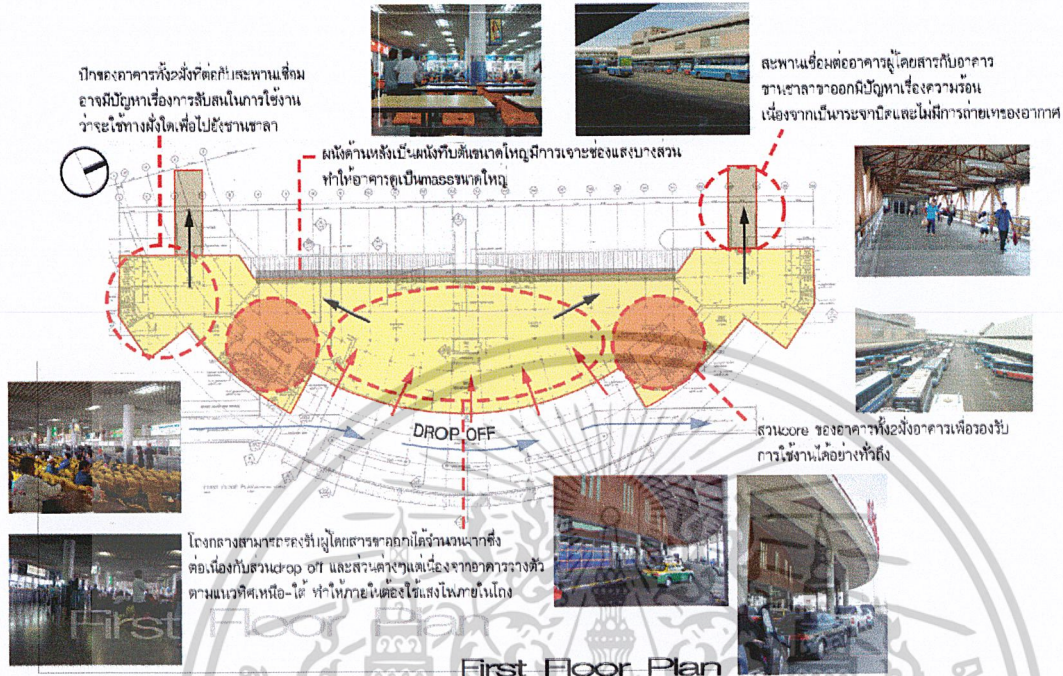 ปีกของอาคารทั้ง2ฝั่งที่ต่อกับสะพานเชื่อม
อาจมีปัญหาเรื่องการสับสนในการใช้งาน
ว่าจะใช้ทางฝั่งใดเพื่อไปยังชานชาลา
สะพานเชื่อมต่ออาคารผู้โดยสารกับอาคาร
ชานชาลาขาออกมีปัญหาเรื่องความร้อน
เนื่องจากเป็นกระจกปิดและไม่มีการถ่ายเทของอากาศ
ผนังด้านหลังเป็นผนังทึบตันขนาดใหญ่มีการเจาะช่องแสงบางส่วน
ทำให้อาคารดูเป็นmassขนาดใหญ่
DROP OFF
ส่วนcore ของอาคารทั้ง2ฝั่งอาคารเพื่อรองรับ
การใช้งานได้อย่างทั่วถึง
โถงกลางสามารถรองรับผู้โดยสารขาออกได้จำนวนมากซึ่ง
ต่อเนื่องกับส่วนdrop off และส่วนต่างๆแต่เนื่องจากอาคารวางตัว
ตามแนวทิศเหนือ-ใต้ ทำให้ภายในต้องใช้แสงไฟภายในโถง
First Floor Plan
First Floor Plan